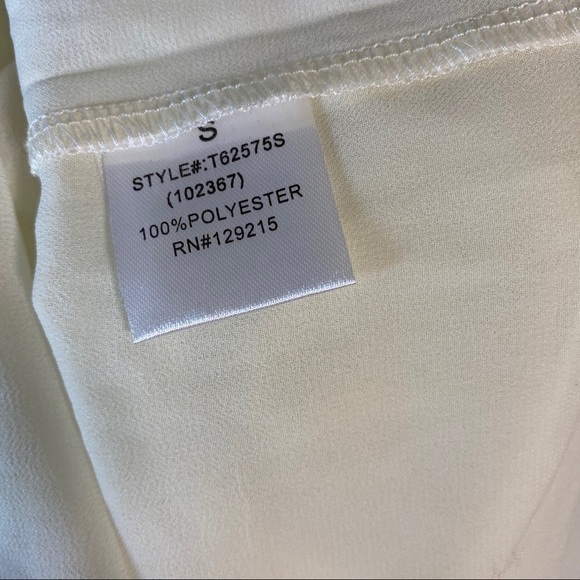 S
STYLE#:T62575S
(102367)
100%POLYESTER
RN#129215